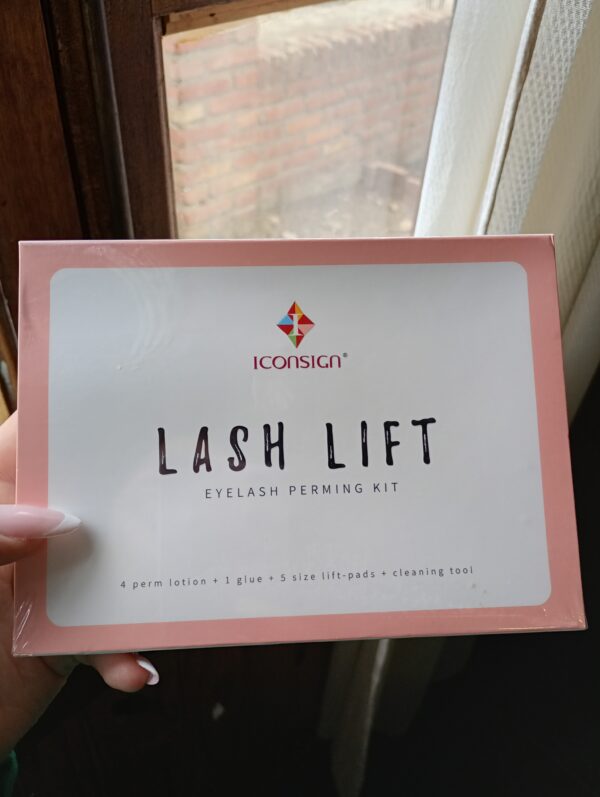 I
ICONSIGN®
LASH LIFT
EYELASH PERMING KIT
4 perm lotion + 1 glue + 5 size lift-pads + cleaning tool